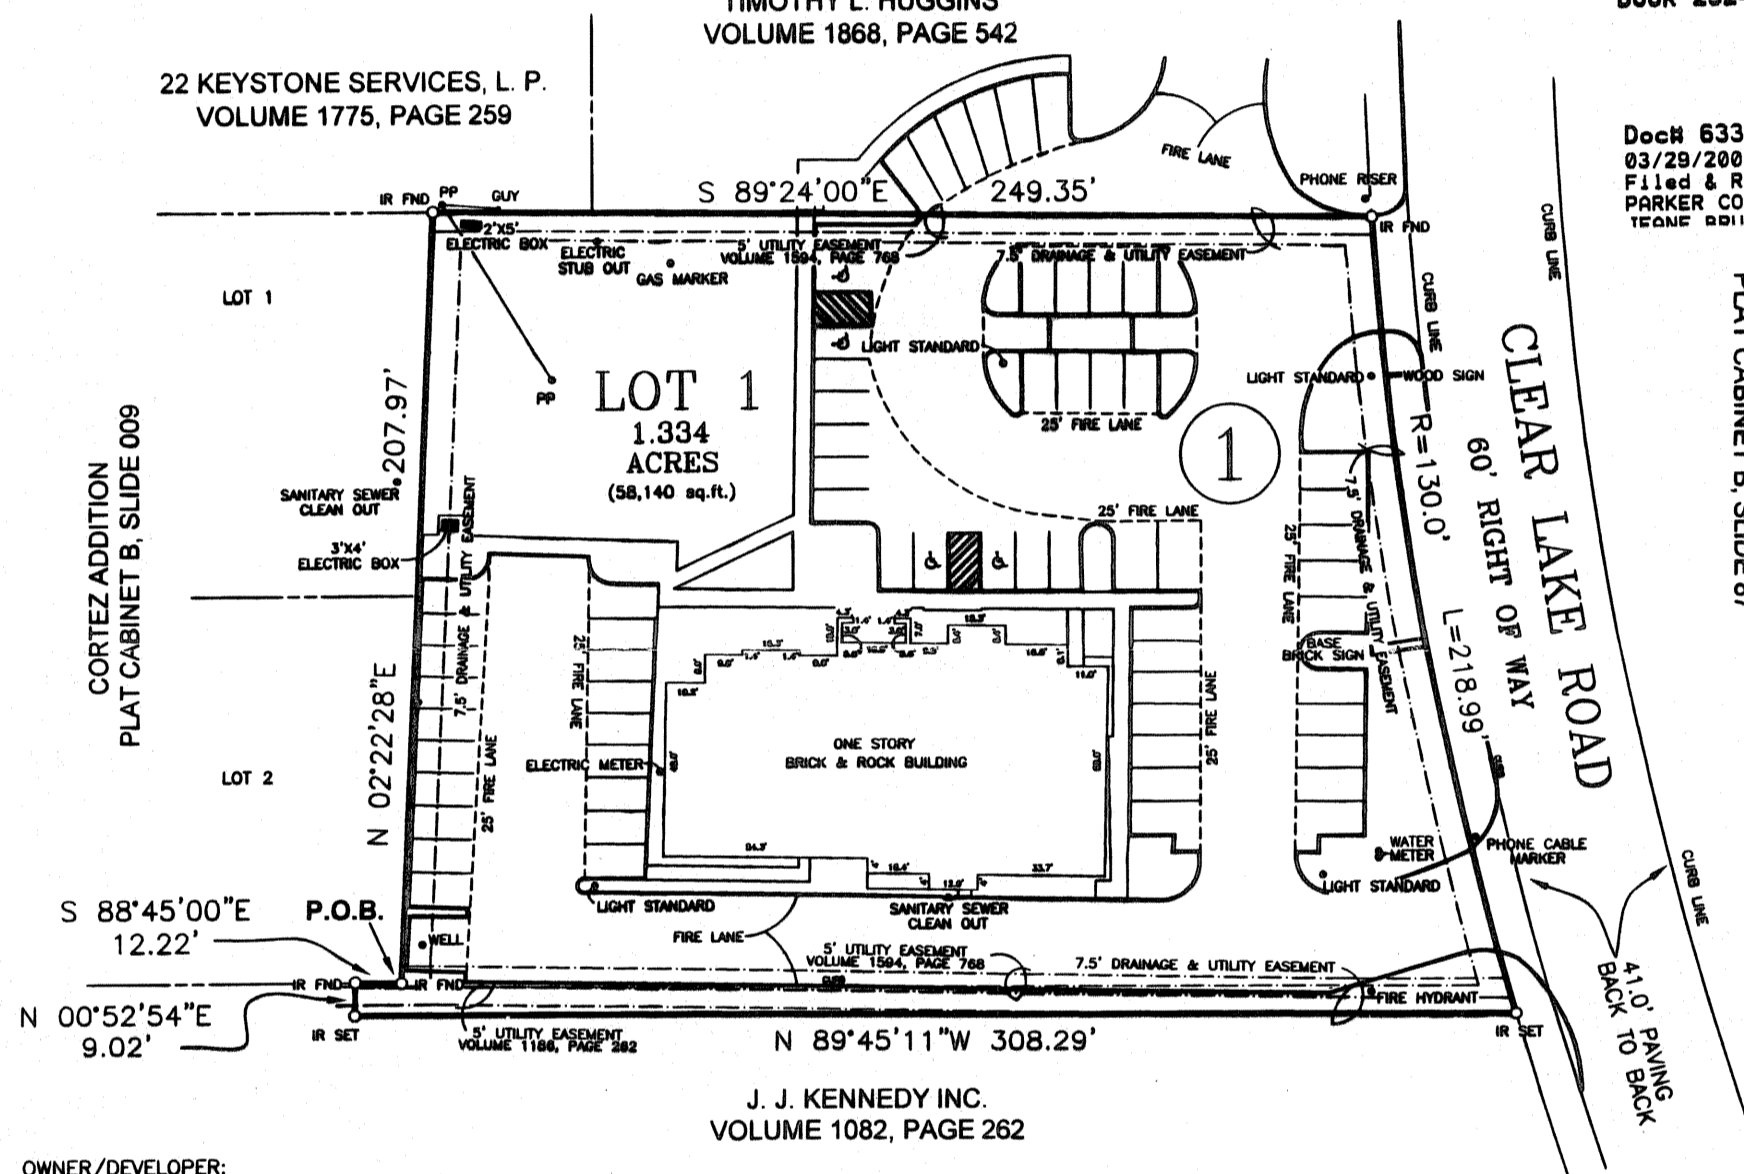 VOLUME 1868, PAGE 542
22 KEYSTONE SERVICES, L. P.
VOLUME 1775, PAGE 259
Doc# 633
03/29/200
Filed & R
PARKER CO
FIRE LANE
PHONE RISER
S 89°24'00"E 249.35'
IR FND
PP
GUY
2'X5'
ELECTRIC BOX
ELECTRIC
STUB OUT
GAS MARKER
5' UTILITY EASEMENT
VOLUME 1594, PAGE 768
7.5' DRAINAGE & UTILITY EASEMENT
IR FND
CURB LINE
CURB LINE
LOT 1
LIGHT STANDARD
LIGHT STANDARD
WOOD SIGN
LOT 1
1.334
ACRES
(58,140 sq.ft.)
PP
25' FIRE LANE
1
R=130.0'
CLEAR LAKE ROAD
60' RIGHT OF WAY
L=218.99'
207.97'
N 02°22'28"E
CORTEZ ADDITION
PLAT CABINET B, SLIDE 009
PLAT CABINET B, SLIDE 87
SANITARY SEWER
CLEAN OUT
3'X4'
ELECTRIC BOX
7.5' DRAINAGE & UTILITY EASEMENT
25' FIRE LANE
25' FIRE LANE
7.5' DRAINAGE & UTILITY EASEMENT
BASE
BRICK SIGN
25' FIRE LANE
25' FIRE LANE
25' FIRE LANE
ONE STORY
BRICK & ROCK BUILDING
ELECTRIC METER
LOT 2
33.7'
WATER
METER
PHONE CABLE
MARKER
LIGHT STANDARD
CURB LINE
S 88°45'00"E
12.22'
P.O.B.
WELL
LIGHT STANDARD
SANITARY SEWER
CLEAN OUT
FIRE LANE
5' UTILITY EASEMENT
VOLUME 1594, PAGE 768
7.5' DRAINAGE & UTILITY EASEMENT
41.0' PAVING
BACK TO BACK
IR FND
IR FND
FIRE HYDRANT
N 00°52'54"E
9.02'
IR SET
5' UTILITY EASEMENT
VOLUME 1186, PAGE 262
N 89°45'11"W 308.29'
IR SET
J. J. KENNEDY INC.
VOLUME 1082, PAGE 262
OWNER/DEVELOPER: